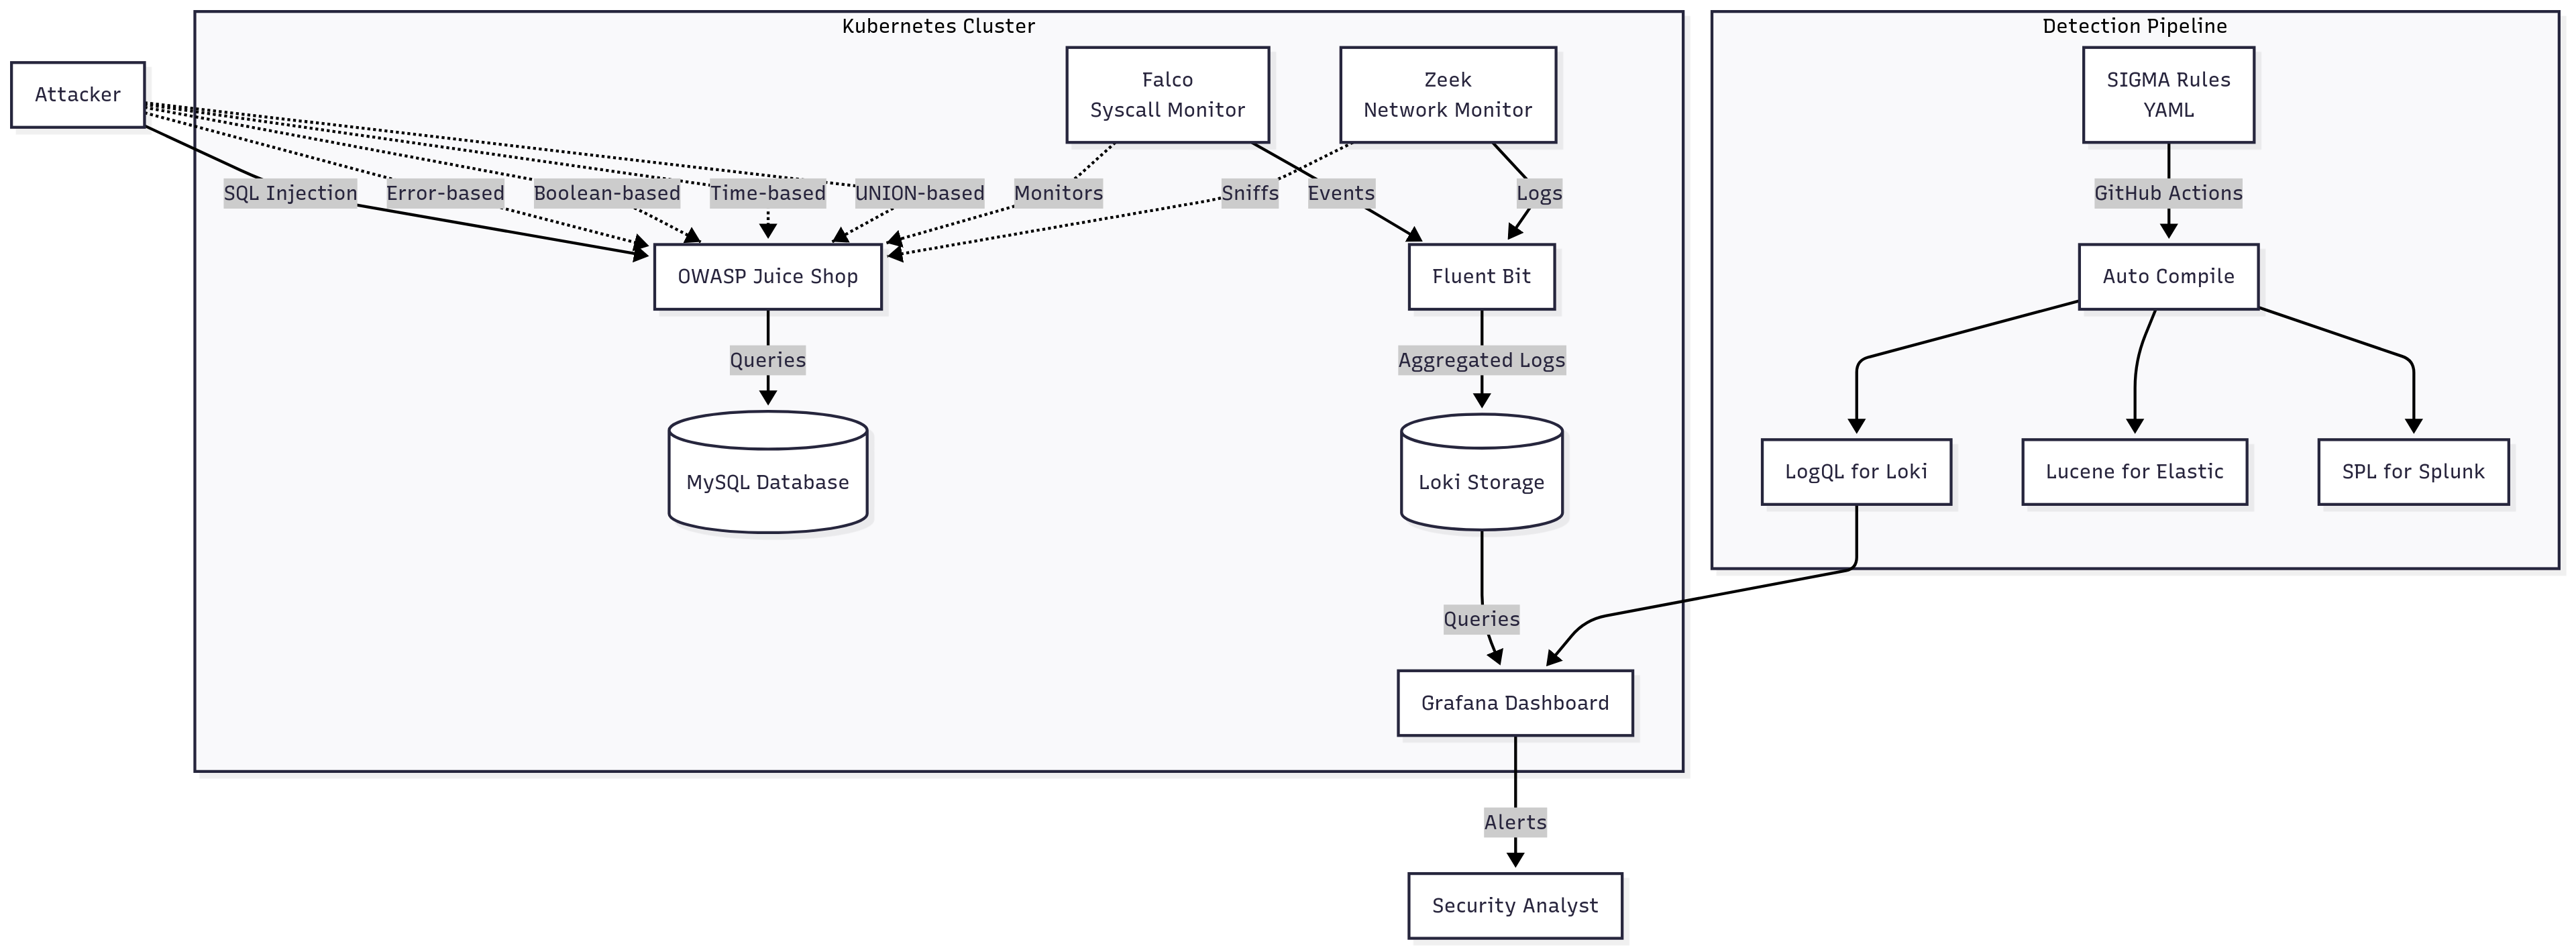 Kubernetes Cluster
Detection Pipeline
Attacker
Falco
Syscall Monitor
Zeek
Network Monitor
SIGMA Rules
YAML
SQL Injection
Error-based
Boolean-based
Time-based
UNION-based
Monitors
Sniffs
Events
Logs
GitHub Actions
OWASP Juice Shop
Fluent Bit
Auto Compile
Queries
Aggregated Logs
MySQL Database
Loki Storage
LogQL for Loki
Lucene for Elastic
SPL for Splunk
Queries
Grafana Dashboard
Alerts
Security Analyst